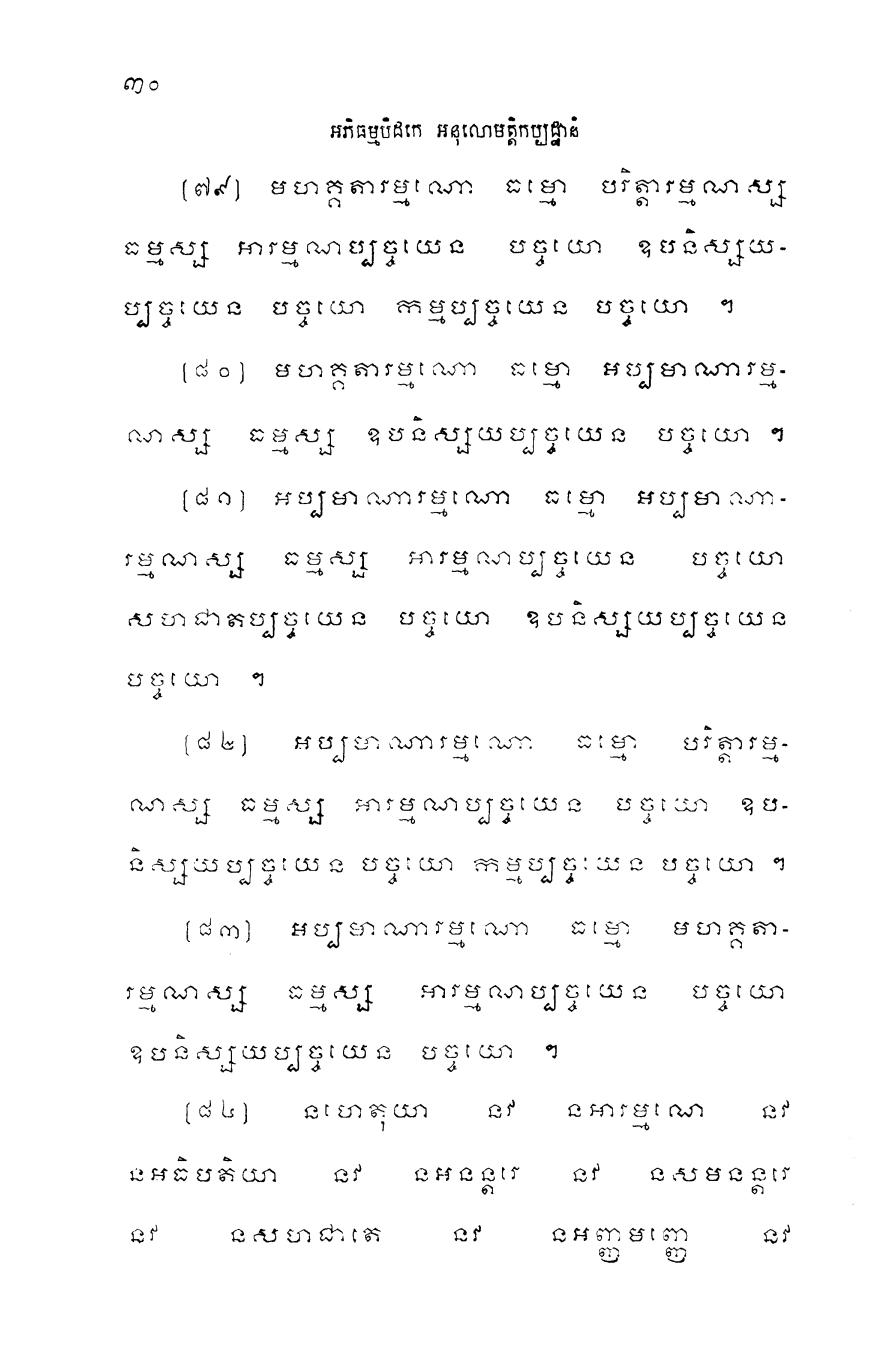 ៣០
អភិធម្មបិដកេ អនុលោមត្តិកប្បដ្ឋានំ
[៧៩] មហគ្គតារម្មណោ ធម្មោ បរិត្តារម្មណស្ស
ធម្មស្ស អារម្មណប្បច្ចយេន បច្ចយោ ឧបនិស្សយ-
ប្បច្ចយេន បច្ចយោ កម្មប្បច្ចយេន បច្ចយោ ។
[៨០] មហគ្គតារម្មណោ ធម្មោ អប្បមាណារម្ម-
ណស្ស ធម្មស្ស ឧបនិស្សយប្បច្ចយេន បច្ចយោ ។
[៨១] អប្បមាណារម្មណោ ធម្មោ អប្បមាណា-
រម្មណស្ស ធម្មស្ស អារម្មណប្បច្ចយេន បច្ចយោ
សហជាតប្បច្ចយេន បច្ចយោ ឧបនិស្សយប្បច្ចយេន
បច្ចយោ ។
[៨២] អប្បមាណារម្មណោ ធម្មោ បរិត្តារម្ម-
ណស្ស ធម្មស្ស អារម្មណប្បច្ចយេន បច្ចយោ ឧប-
និស្សយប្បច្ចយេន បច្ចយោ កម្មប្បច្ចយេន បច្ចយោ ។
[៨៣] អប្បមាណារម្មណោ ធម្មោ មហគ្គតា-
រម្មណស្ស ធម្មស្ស អារម្មណប្បច្ចយេន បច្ចយោ
ឧបនិស្សយប្បច្ចយេន បច្ចយោ ។
[៨៤] នហេតុយា នវ នអារម្មណេ នវ
នអធិបតិយា នវ នអនន្តរេ នវ នសមនន្តរេ
នវ នសហជាតេ នវ នអញ្ញមញ្ញេ នវ